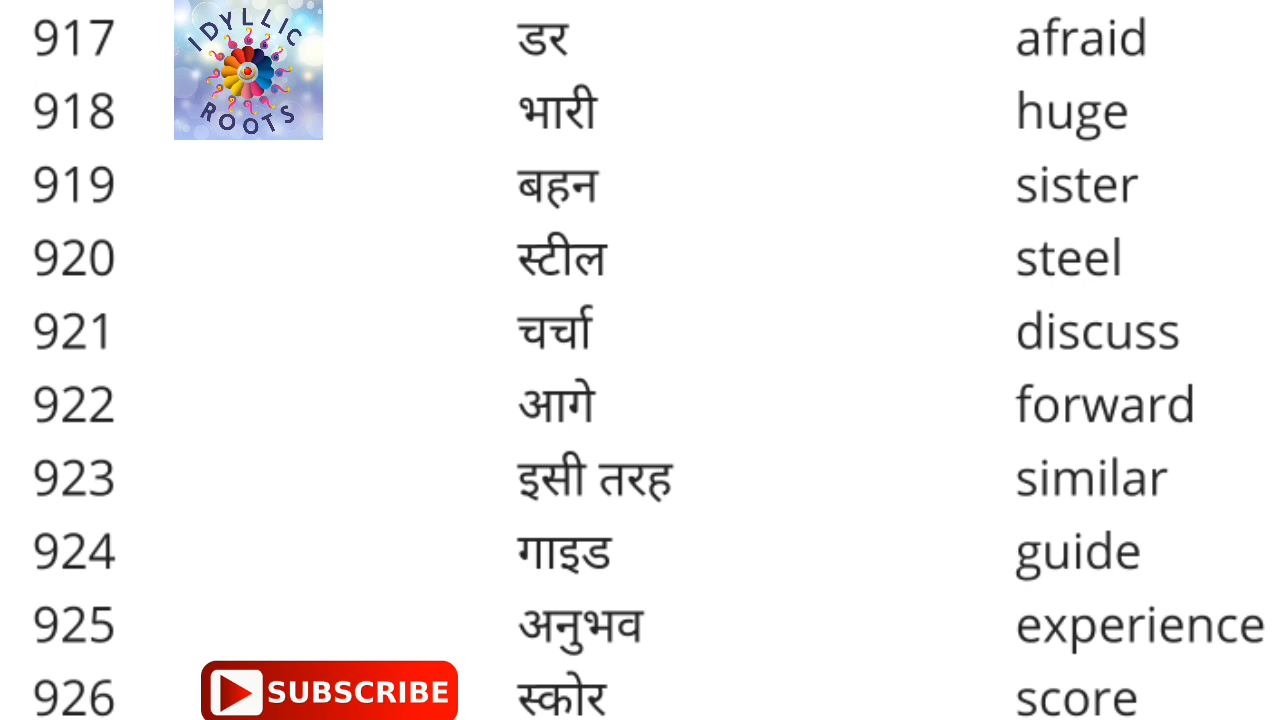 917 डर afraid
IDYLLIC ROOTS
918 भारी huge
919 बहन sister
920 स्टील steel
921 चर्चा discuss
922 आगे forward
923 इसी तरह similar
924 गाइड guide
925 अनुभव experience
926 स्कोर score
SUBSCRIBE